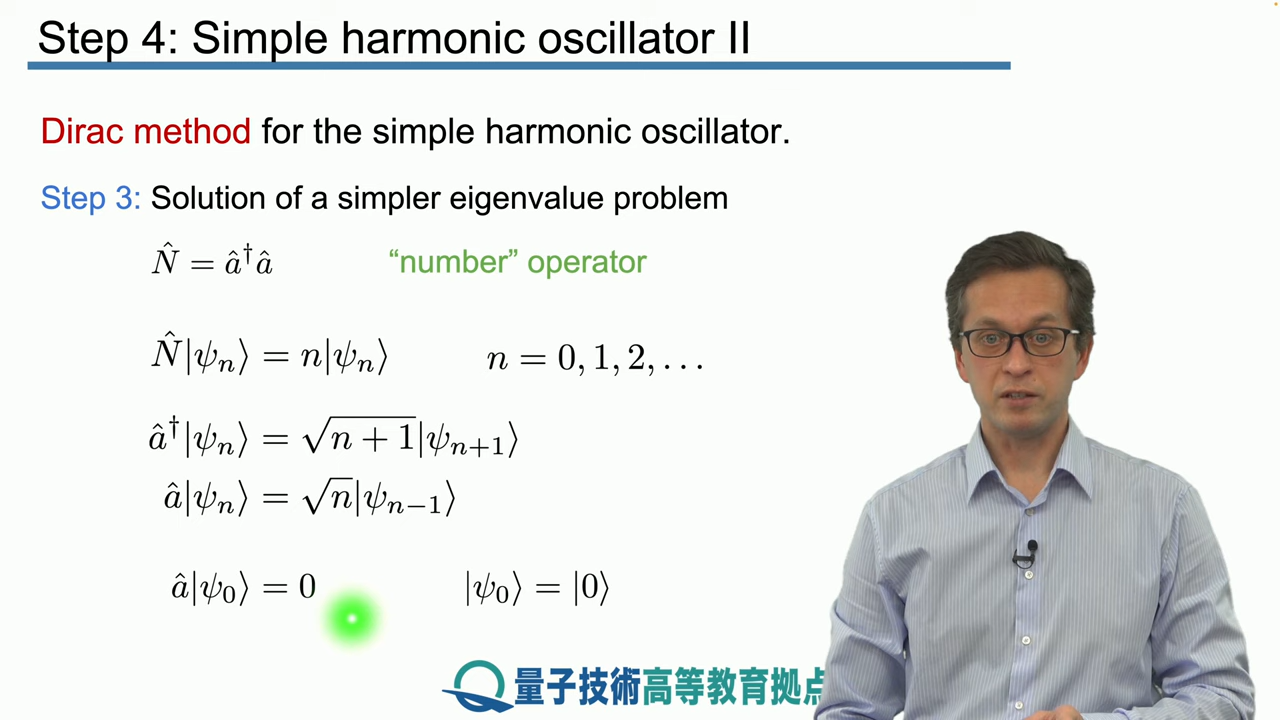 Step 4: Simple harmonic oscillator II
Dirac method for the simple harmonic oscillator.
Step 3: Solution of a simpler eigenvalue problem
N̂ = â†â “number” operator
N̂|ψₙ⟩ = n|ψₙ⟩ n = 0, 1, 2, . . .
â†|ψₙ⟩ = √(n + 1)|ψₙ₊₁⟩
â|ψₙ⟩ = √n|ψₙ₋₁⟩
â|ψ₀⟩ = 0 |ψ₀⟩ = |0⟩
量子技術高等教育拠点